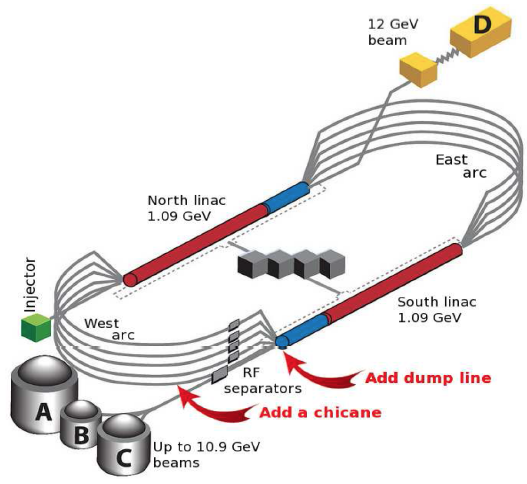 12 GeV
beam
D
East
arc
North linac
1.09 GeV
Injector
West
arc
South linac
1.09 GeV
RF
separators
Add dump line
Add a chicane
A
B
C
Up to 10.9 GeV
beams